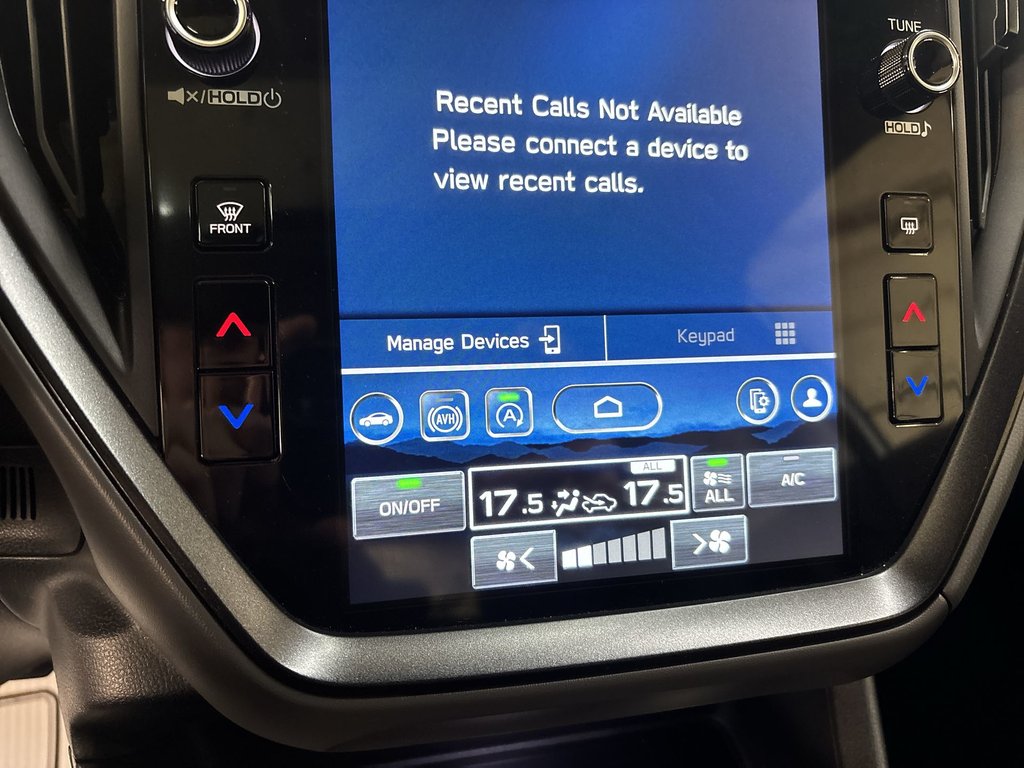 TUNE
HOLD
HOLD
Recent Calls Not Available
Please connect a device to
view recent calls.
FRONT
Manage Devices
Keypad
AVH
A
ALL
ON/OFF
17.5
17.5
ALL
A/C